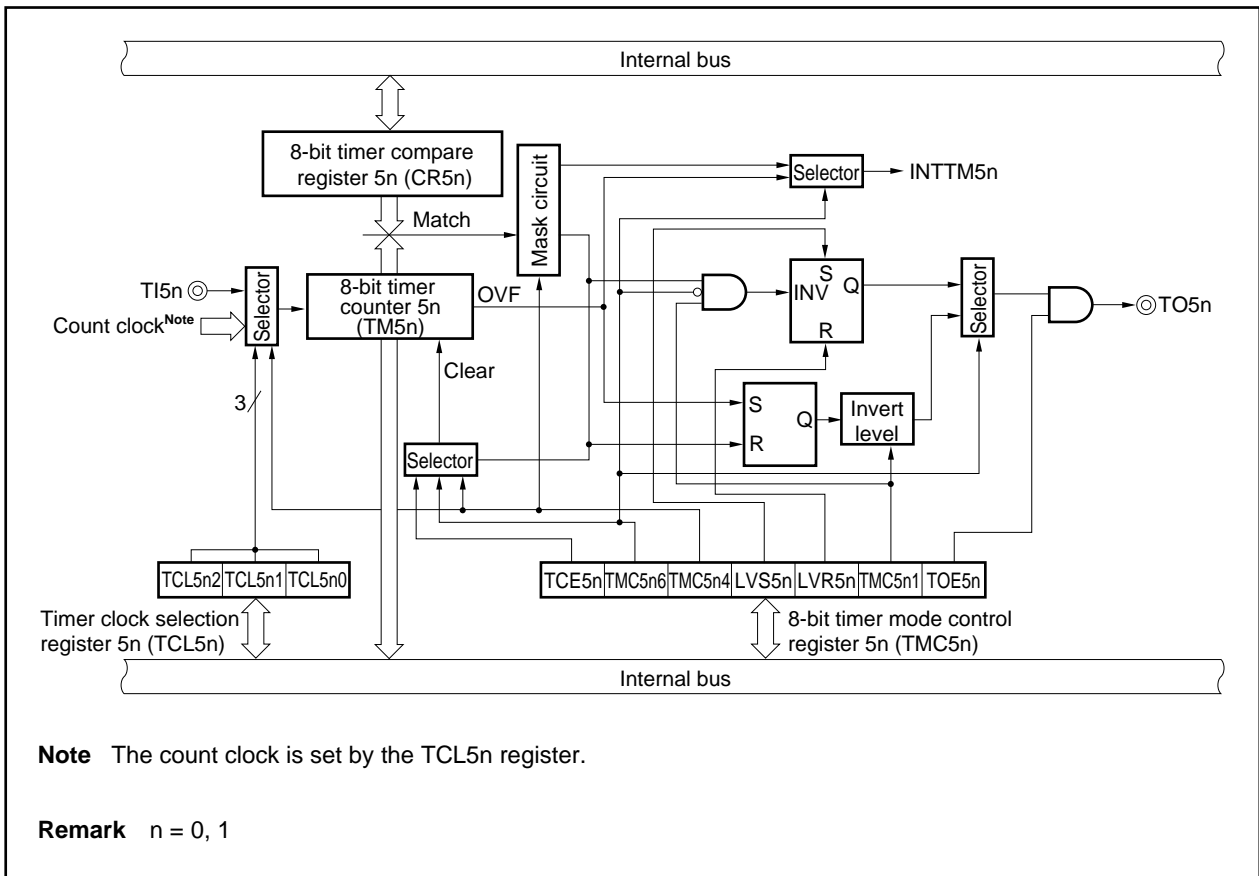 Internal bus
8-bit timer compare
register 5n (CR5n)
Match
Mask circuit
Selector
INTTM5n
TI5n
Count clockNote
Selector
8-bit timer
counter 5n
(TM5n)
OVF
Clear
S
INV
Q
R
Selector
TO5n
3
S
R
Q
Invert
level
Selector
TCL5n2 TCL5n1 TCL5n0
TCE5n TMC5n6 TMC5n4 LVS5n LVR5n TMC5n1 TOE5n
Timer clock selection
register 5n (TCL5n)
8-bit timer mode control
register 5n (TMC5n)
Internal bus
Note The count clock is set by the TCL5n register.
Remark n = 0, 1